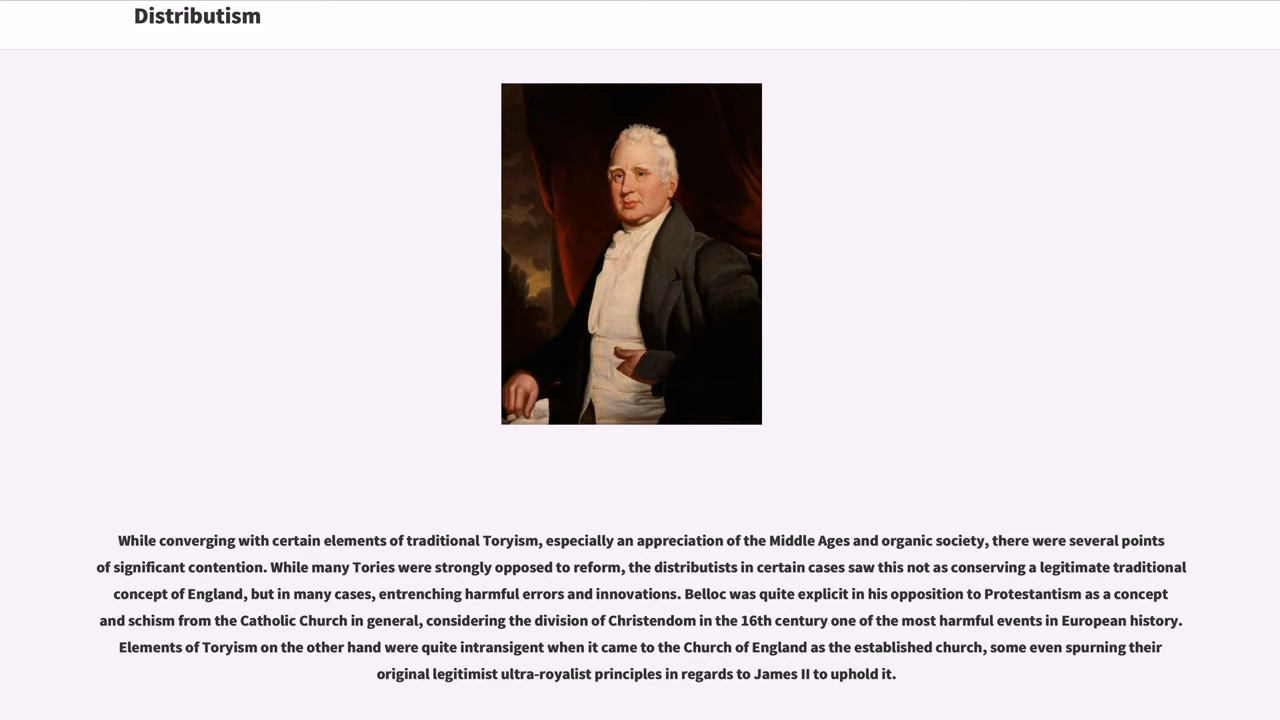 Distributism
While converging with certain elements of traditional Toryism, especially an appreciation of the Middle Ages and organic society, there were several points
of significant contention. While many Tories were strongly opposed to reform, the distributists in certain cases saw this not as conserving a legitimate traditional
concept of England, but in many cases, entrenching harmful errors and innovations. Belloc was quite explicit in his opposition to Protestantism as a concept
and schism from the Catholic Church in general, considering the division of Christendom in the 16th century one of the most harmful events in European history.
Elements of Toryism on the other hand were quite intransigent when it came to the Church of England as the established church, some even spurning their
original legitimist ultra-royalist principles in regards to James II to uphold it.